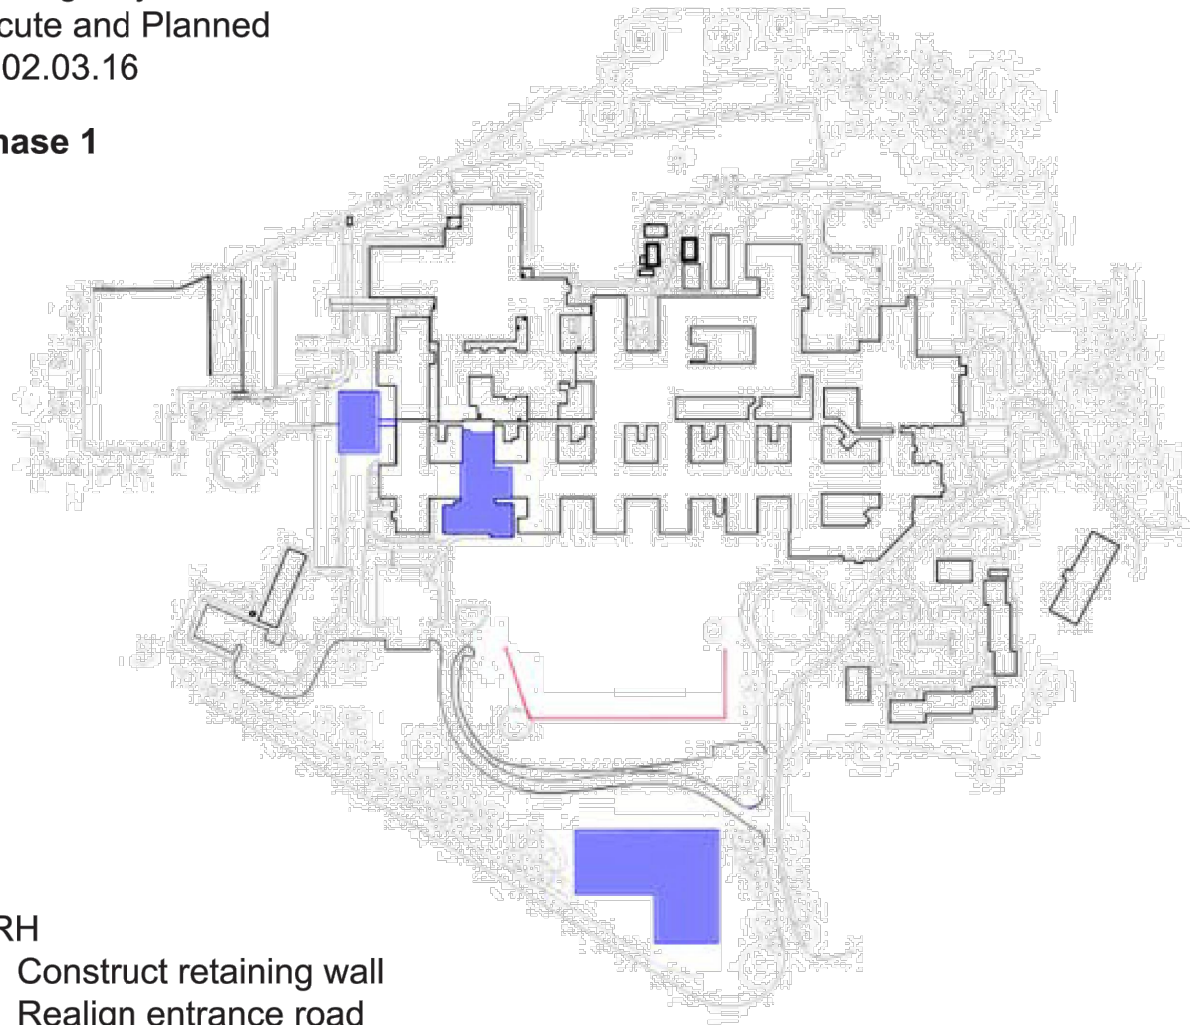 cute and Planned
02.03.16
hase 1
RH
Construct retaining wall
Realign entrance road